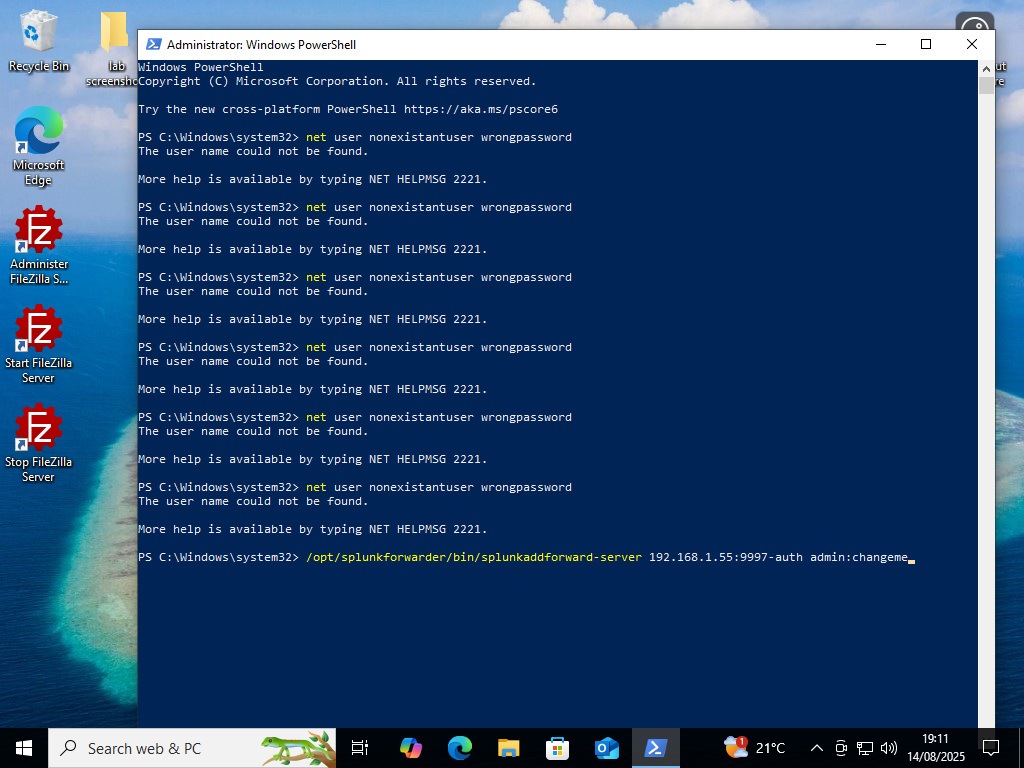 Recycle Bin
lab
screensho
Microsoft
Edge
Administer
FileZilla S...
Start FileZilla
Server
Stop FileZilla
Server
Administrator: Windows PowerShell
Windows PowerShell
Copyright (C) Microsoft Corporation. All rights reserved.
Try the new cross-platform PowerShell https://aka.ms/pscore6
PS C:\Windows\system32> net user nonexistantuser wrongpassword
The user name could not be found.
More help is available by typing NET HELPMSG 2221.
PS C:\Windows\system32> net user nonexistantuser wrongpassword
The user name could not be found.
More help is available by typing NET HELPMSG 2221.
PS C:\Windows\system32> net user nonexistantuser wrongpassword
The user name could not be found.
More help is available by typing NET HELPMSG 2221.
PS C:\Windows\system32> net user nonexistantuser wrongpassword
The user name could not be found.
More help is available by typing NET HELPMSG 2221.
PS C:\Windows\system32> net user nonexistantuser wrongpassword
The user name could not be found.
More help is available by typing NET HELPMSG 2221.
PS C:\Windows\system32> net user nonexistantuser wrongpassword
The user name could not be found.
More help is available by typing NET HELPMSG 2221.
PS C:\Windows\system32> /opt/splunkforwarder/bin/splunkaddforward-server 192.168.1.55:9997-auth admin:changeme
Search web & PC
1
21°C
19:11
14/08/2025